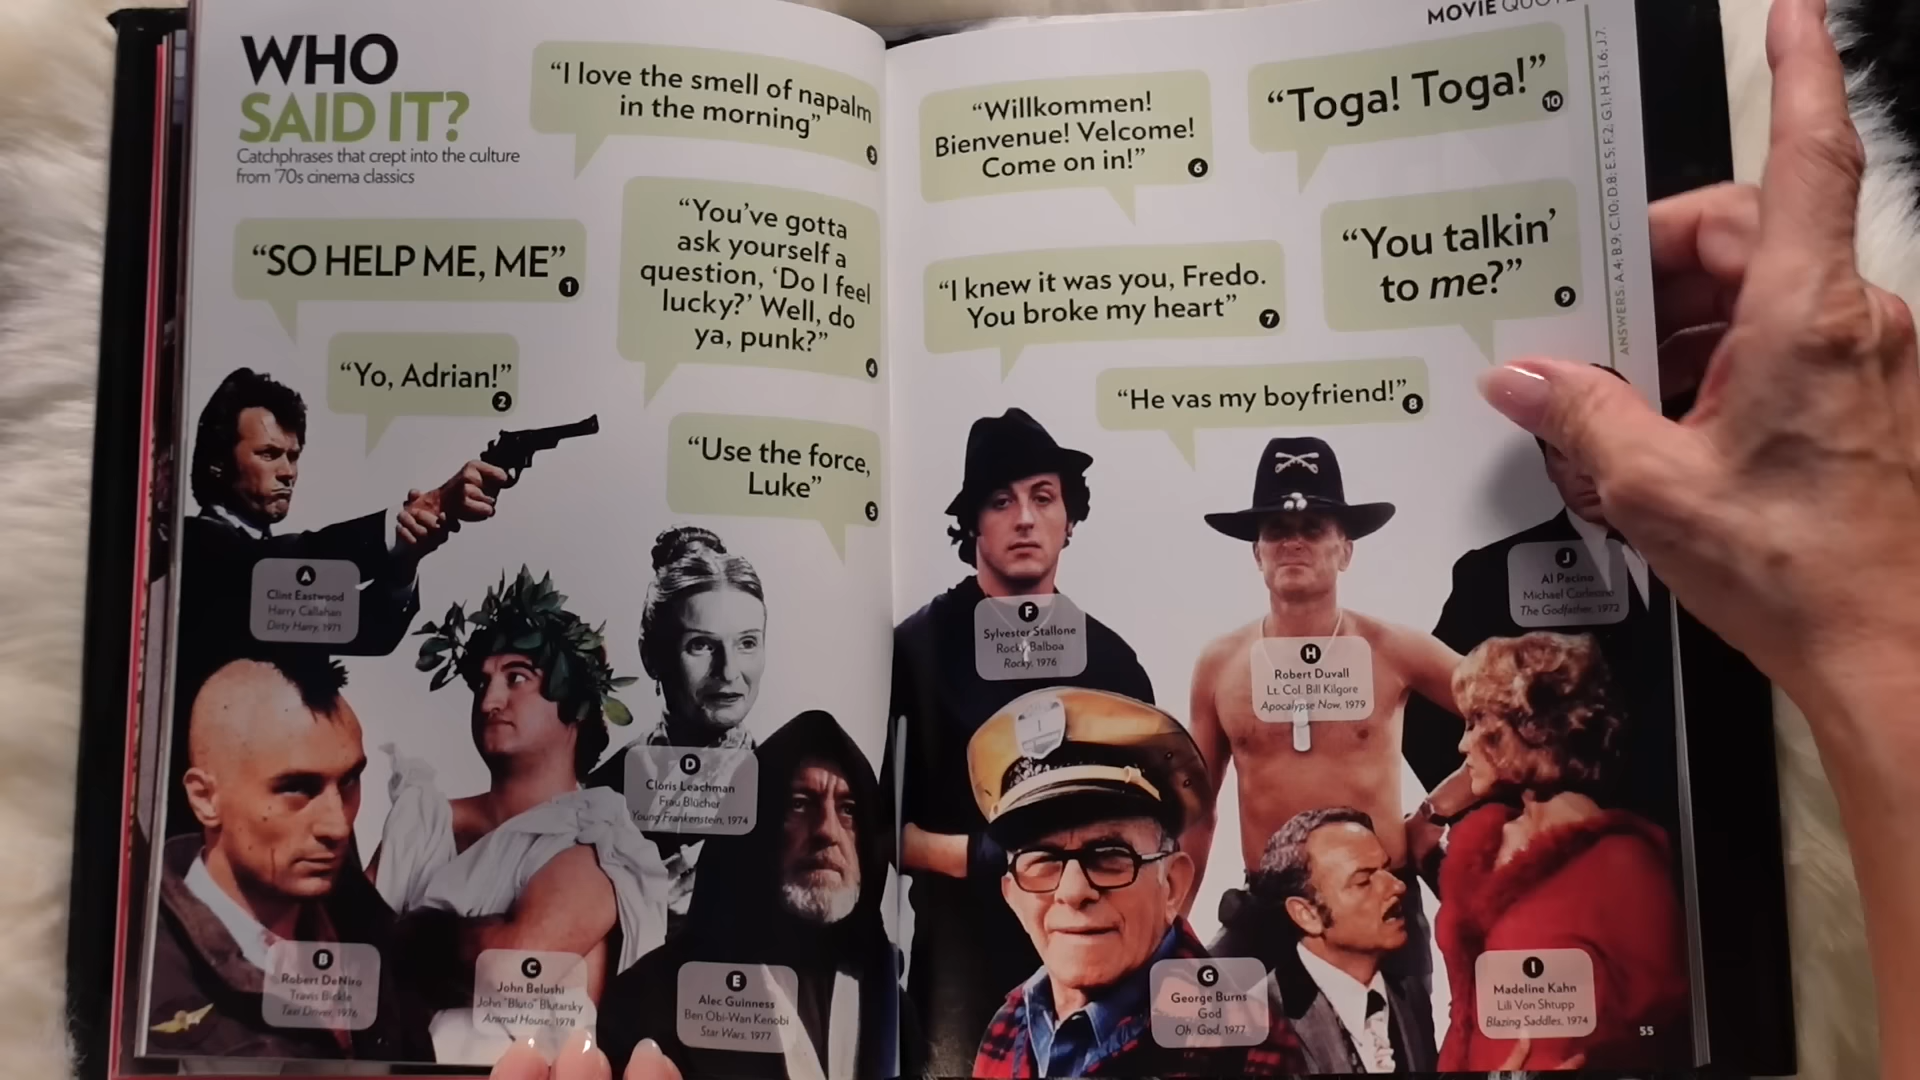 WHO
SAID IT?
Catchphrases that crept into the culture
from '70s cinema classics
“I love the smell of napalm
in the morning”
3
“SO HELP ME, ME”
1
“You’ve gotta
ask yourself a
question, ‘Do I feel
lucky?’ Well, do
ya, punk?”
4
“Yo, Adrian!”
2
“Use the force,
Luke”
5
A
Clint Eastwood
Harry Callahan
Dirty Harry, 1971
B
Robert DeNiro
Travis Bickle
Taxi Driver, 1976
C
John Belushi
John “Bluto” Blutarsky
Animal House, 1978
D
Cloris Leachman
Frau Blücher
Young Frankenstein, 1974
E
Alec Guinness
Ben Obi-Wan Kenobi
Star Wars, 1977
MOVIE QUOTE
“Willkommen!
Bienvenue! Velcome!
Come on in!”
6
“Toga! Toga!”
10
“I knew it was you, Fredo.
You broke my heart”
7
“You talkin’
to me?”
9
“He vas my boyfriend!”
8
F
Sylvester Stallone
Rocky Balboa
Rocky, 1976
H
Robert Duvall
Lt. Col. Bill Kilgore
Apocalypse Now, 1979
J
Al Pacino
Michael Corleone
The Godfather, 1972
G
George Burns
God
Oh, God, 1977
I
Madeline Kahn
Lili Von Shtupp
Blazing Saddles, 1974
55
ANSWERS: A.4; B.9; C.10; D.8; E.5; F.2; G.1; H.3; I.6; J.7.